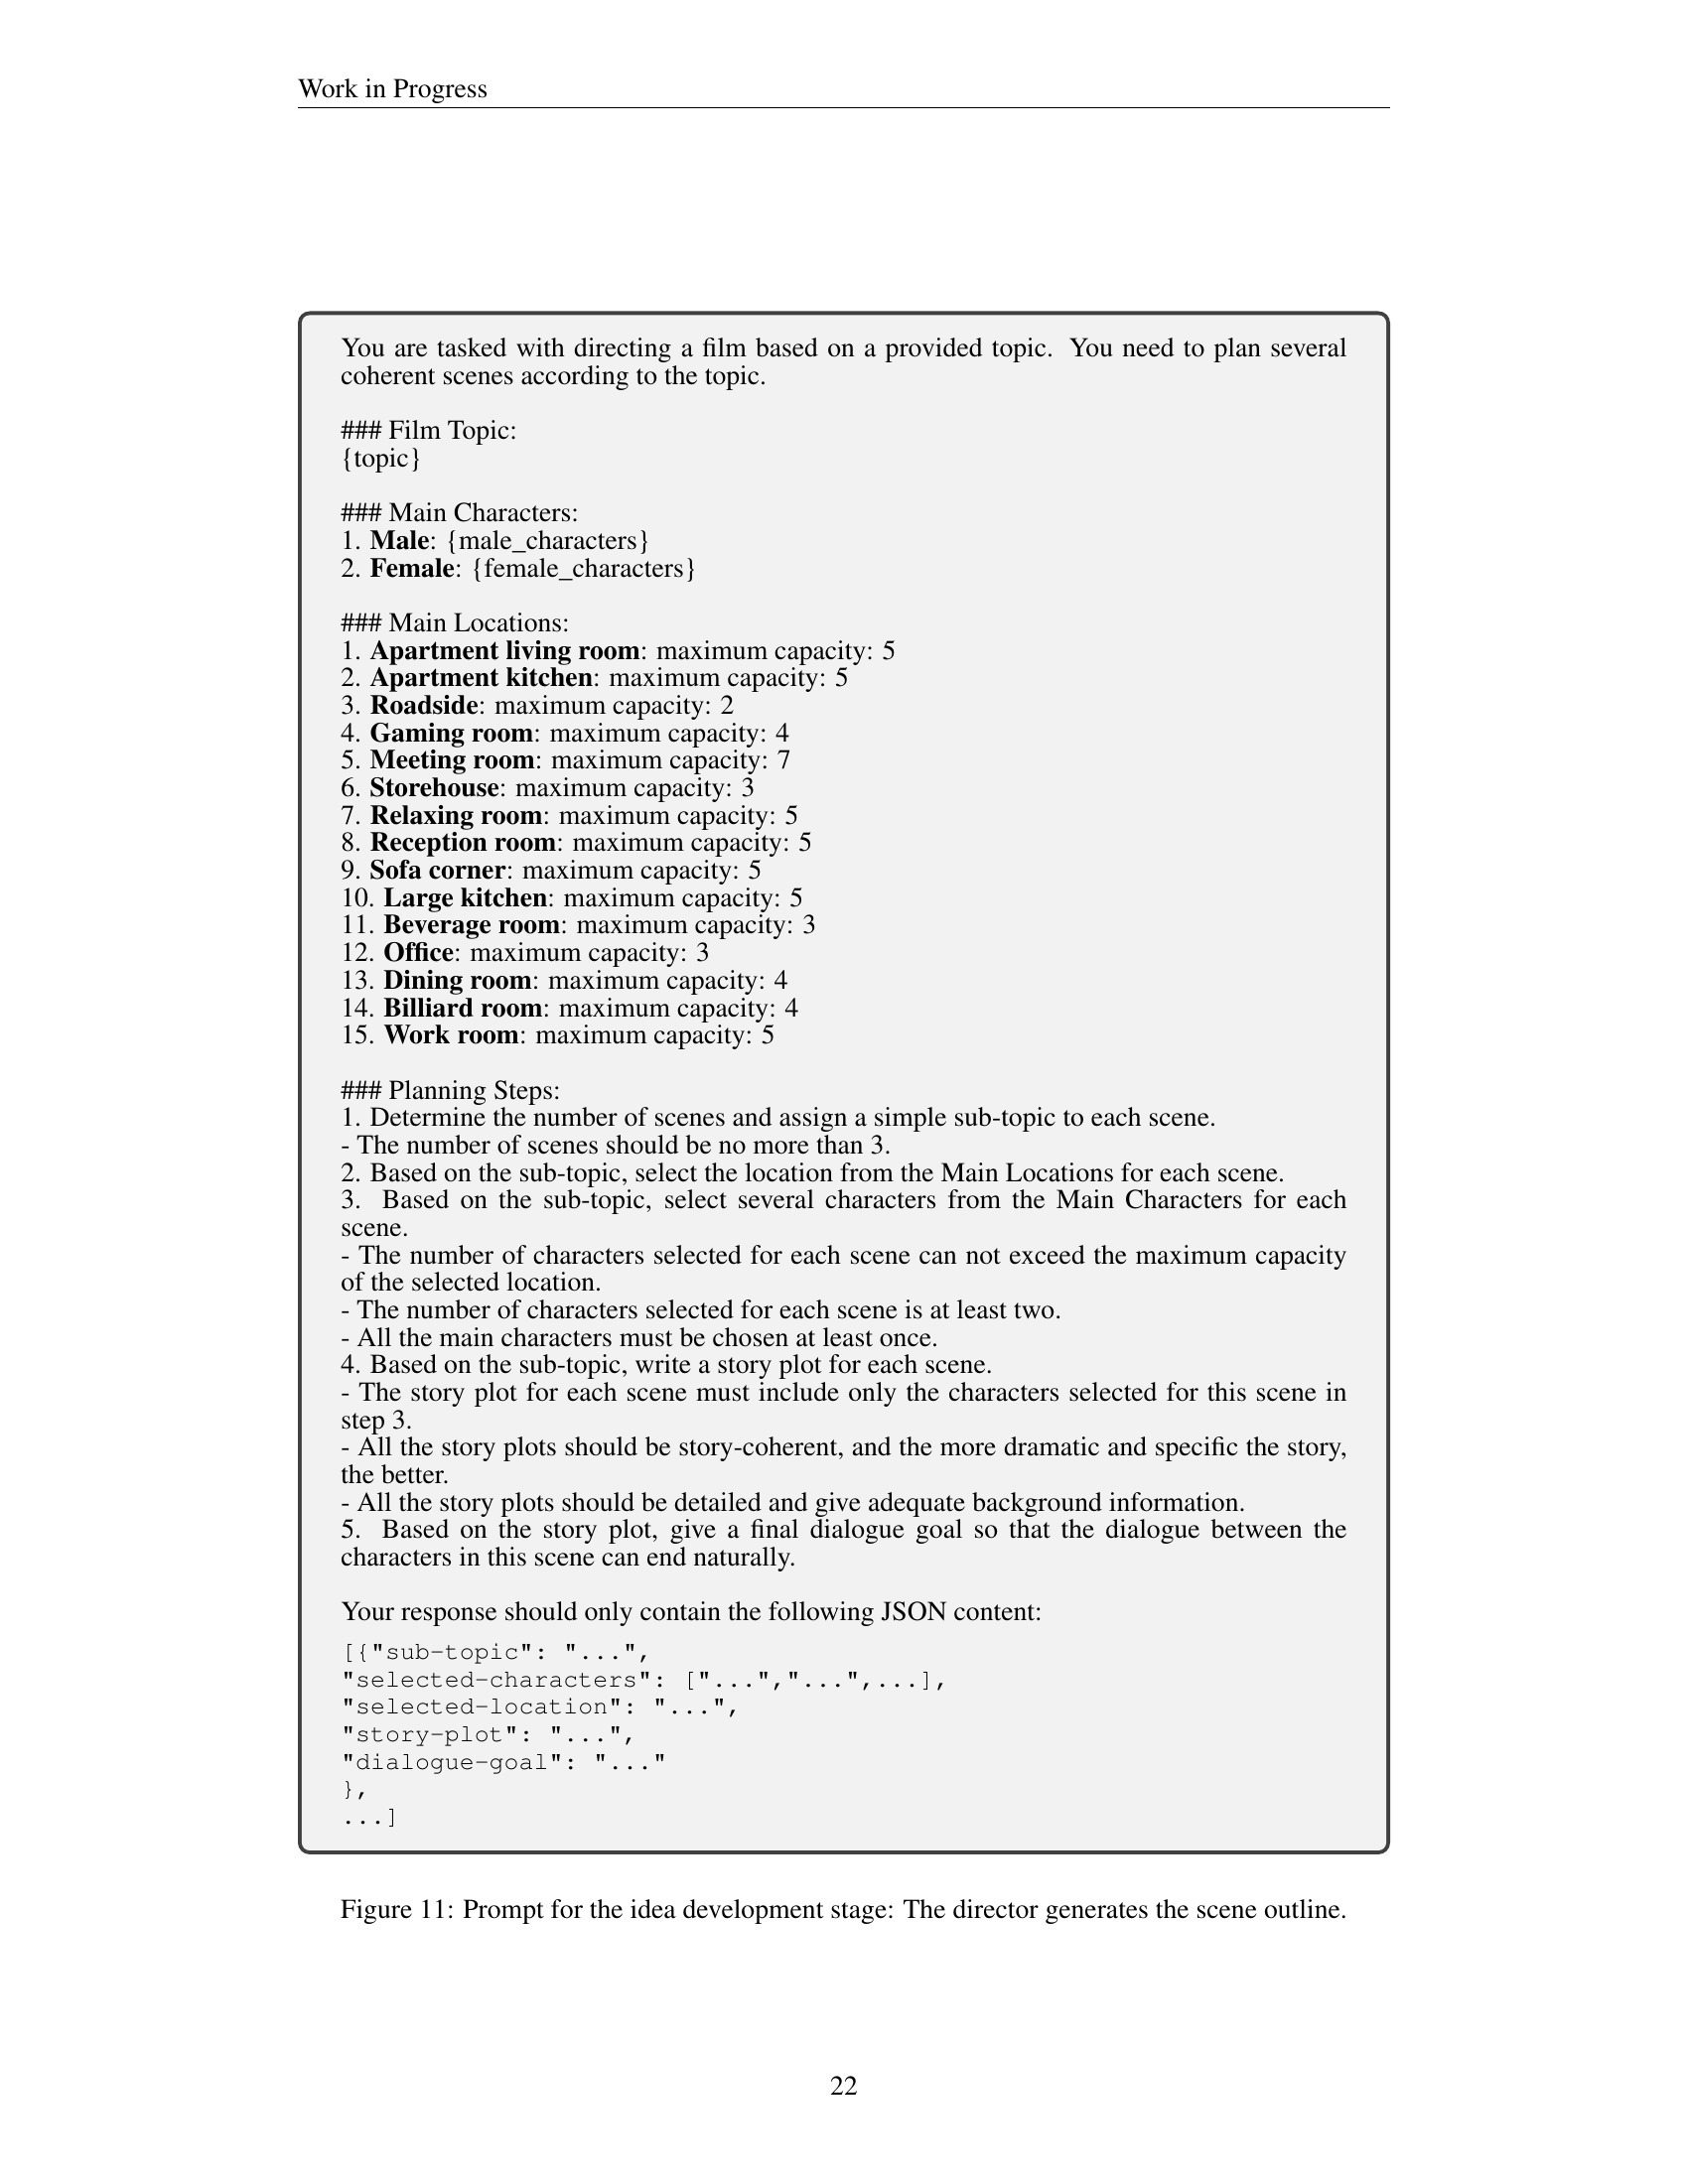 Work in Progress
You are tasked with directing a film based on a provided topic. You need to plan several
coherent scenes according to the topic.
### Film Topic:
{topic}
### Main Characters:
1. Male: {male_characters}
2. Female: {female_characters}
### Main Locations:
1. Apartment living room: maximum capacity: 5
2. Apartment kitchen: maximum capacity: 5
3. Roadside: maximum capacity: 2
4. Gaming room: maximum capacity: 4
5. Meeting room: maximum capacity: 7
6. Storehouse: maximum capacity: 3
7. Relaxing room: maximum capacity: 5
8. Reception room: maximum capacity: 5
9. Sofa corner: maximum capacity: 5
10. Large kitchen: maximum capacity: 5
11. Beverage room: maximum capacity: 3
12. Office: maximum capacity: 3
13. Dining room: maximum capacity: 4
14. Billiard room: maximum capacity: 4
15. Work room: maximum capacity: 5
### Planning Steps:
1. Determine the number of scenes and assign a simple sub-topic to each scene.
- The number of scenes should be no more than 3.
2. Based on the sub-topic, select the location from the Main Locations for each scene.
3. Based on the sub-topic, select several characters from the Main Characters for each
scene.
- The number of characters selected for each scene can not exceed the maximum capacity
of the selected location.
- The number of characters selected for each scene is at least two.
- All the main characters must be chosen at least once.
4. Based on the sub-topic, write a story plot for each scene.
- The story plot for each scene must include only the characters selected for this scene in
step 3.
- All the story plots should be story-coherent, and the more dramatic and specific the story,
the better.
- All the story plots should be detailed and give adequate background information.
5. Based on the story plot, give a final dialogue goal so that the dialogue between the
characters in this scene can end naturally.
Your response should only contain the following JSON content:
[{"sub-topic": "...",
"selected-characters": ["...","...",...],
"selected-location": "...",
"story-plot": "...",
"dialogue-goal": "..."
},
...]
Figure 11: Prompt for the idea development stage: The director generates the scene outline.
22